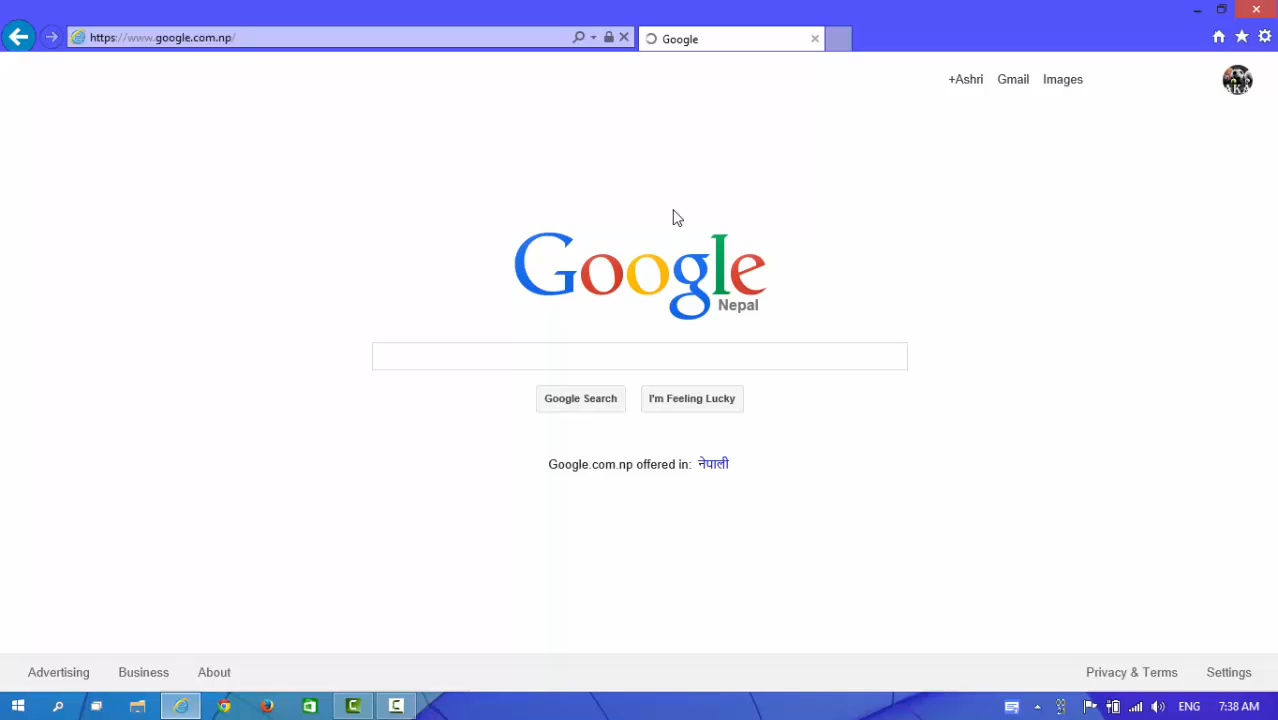 https://www.google.com.np/
Google
+Ashri Gmail Images
Google
Nepal
Google Search I'm Feeling Lucky
Google.com.np offered in: नेपाली
Advertising Business About Privacy & Terms Settings
ENG 7:38 AM